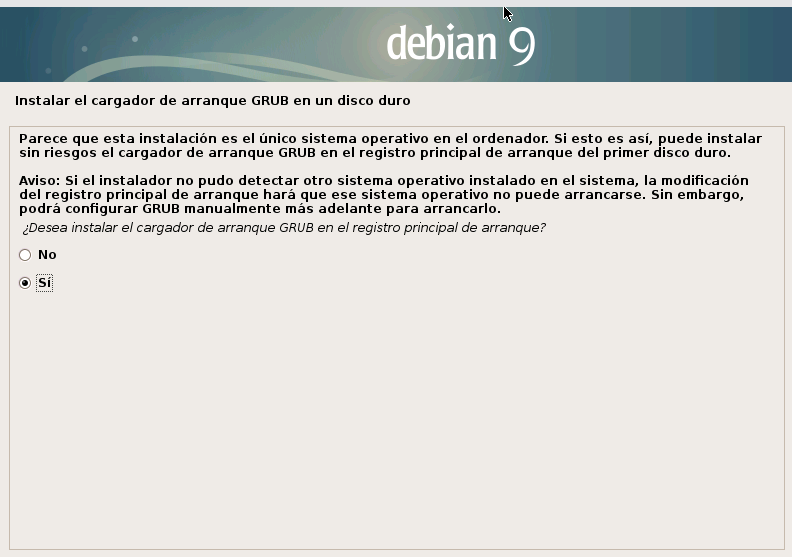 debian 9
Instalar el cargador de arranque GRUB en un disco duro
Parece que esta instalación es el único sistema operativo en el ordenador. Si esto es así, puede instalar
sin riesgos el cargador de arranque GRUB en el registro principal de arranque del primer disco duro.
Aviso: Si el instalador no pudo detectar otro sistema operativo instalado en el sistema, la modificación
del registro principal de arranque hará que ese sistema operativo no puede arrancarse. Sin embargo,
podrá configurar GRUB manualmente más adelante para arrancarlo.
¿Desea instalar el cargador de arranque GRUB en el registro principal de arranque?
No
Sí